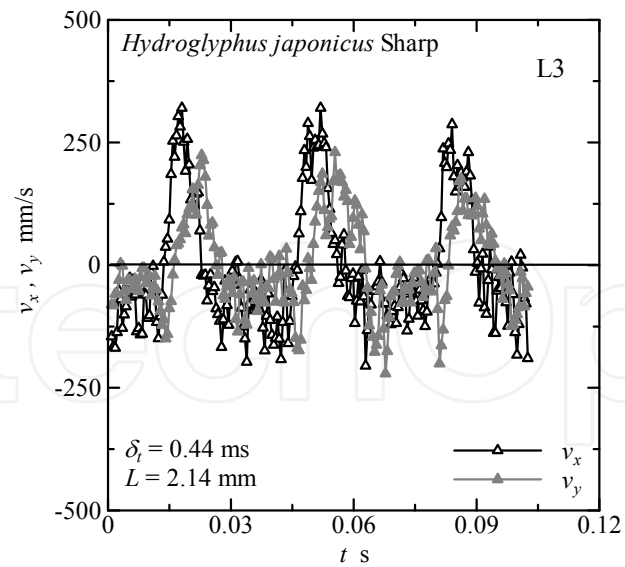 500
Hydroglyphus japonicus Sharp
L3
250
0
-250
-500
v_x , v_y mm/s
δ_t = 0.44 ms
L = 2.14 mm
v_x
v_y
0
0.03
0.06
0.09
0.12
t s